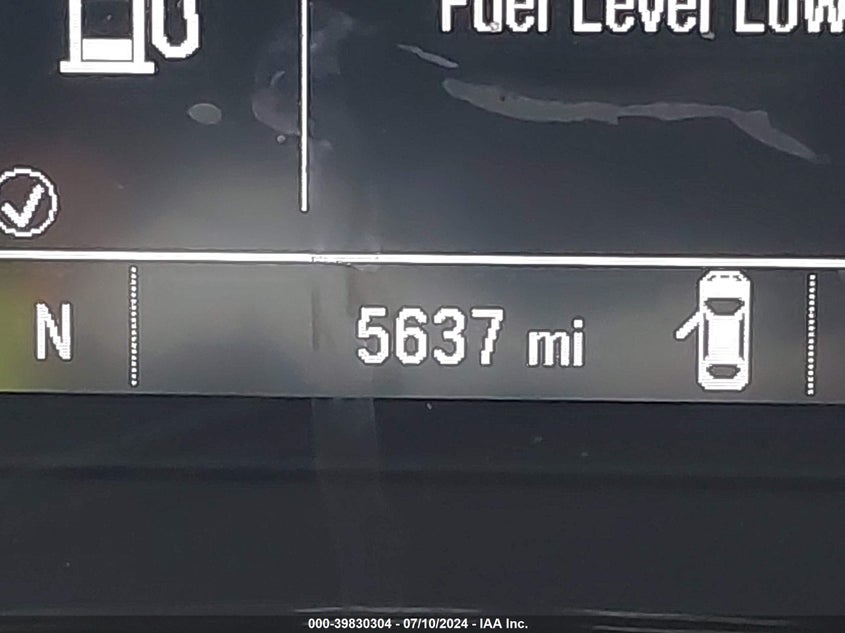 Fuel Level Low
N 5637 mi
000-39830304 - 07/10/2024 - IAA Inc.